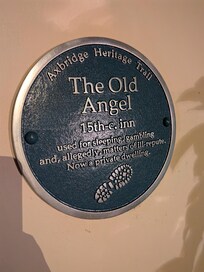 Axbridge Heritage Trail
The Old
Angel
15th-c. inn
used for sleeping, gambling
and, allegedly, matters of ill-repute.
Now a private dwelling.